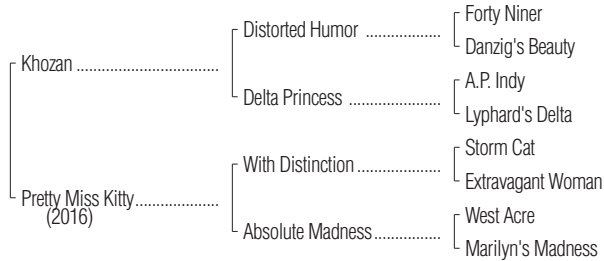 Forty Niner
Distorted Humor ..................
Danzig's Beauty
Khozan .................................
A.P. Indy
Delta Princess ......................
Lyphard's Delta
Storm Cat
With Distinction ....................
Extravagant Woman
Pretty Miss Kitty....................
(2016)
West Acre
Absolute Madness................
Marilyn's Madness